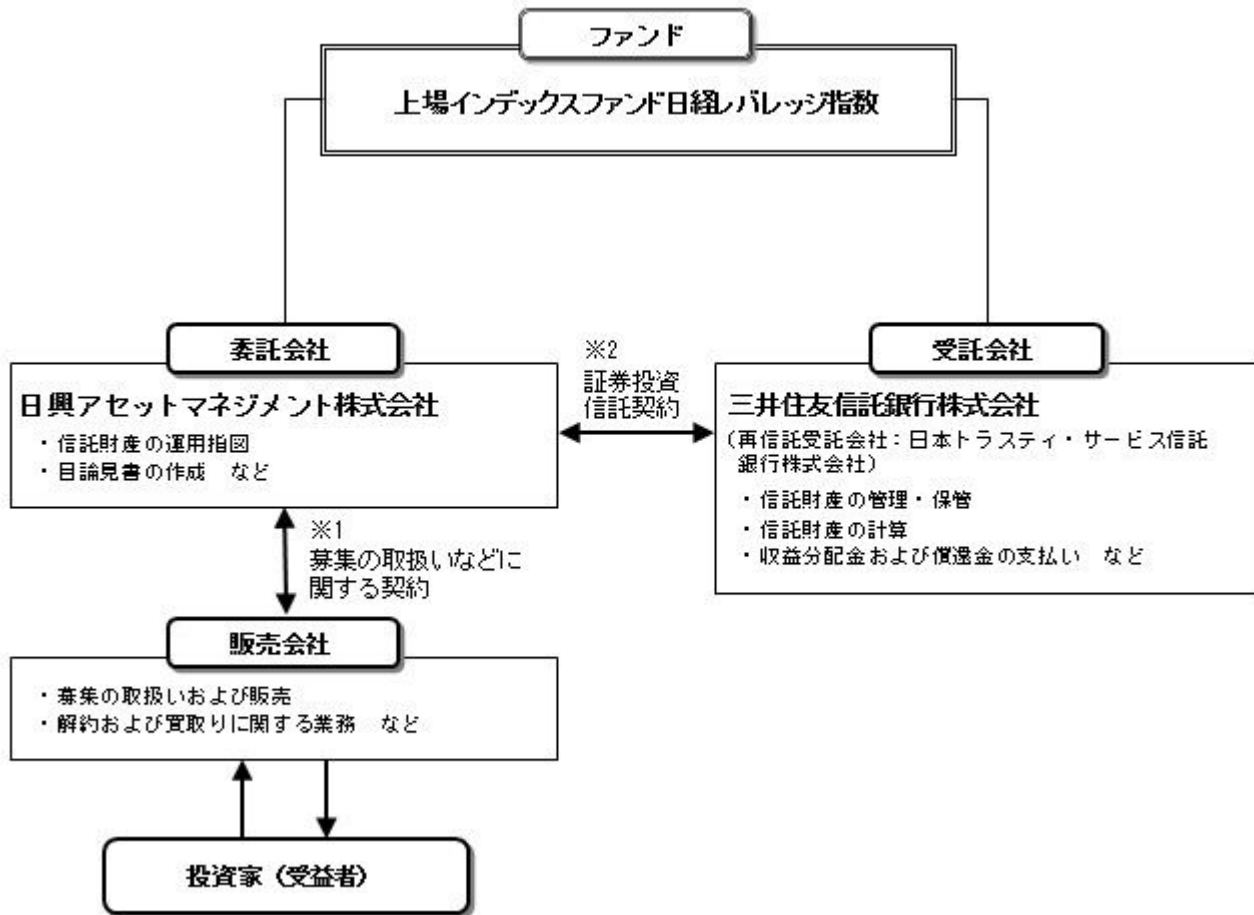 ファンド
上場インデックスファンド日経レバレッジ指数
委託会社
日興アセットマネジメント株式会社
・信託財産の運用指図
・目論見書の作成 など
※2
証券投資
信託契約
受託会社
三井住友信託銀行株式会社
(再信託受託会社:日本トラスティ・サービス信託
銀行株式会社)
・信託財産の管理・保管
・信託財産の計算
・収益分配金および償還金の支払い など
※1
募集の取扱いなどに
関する契約
販売会社
・募集の取扱いおよび販売
・解約および買取りに関する業務 など
投資家(受益者)